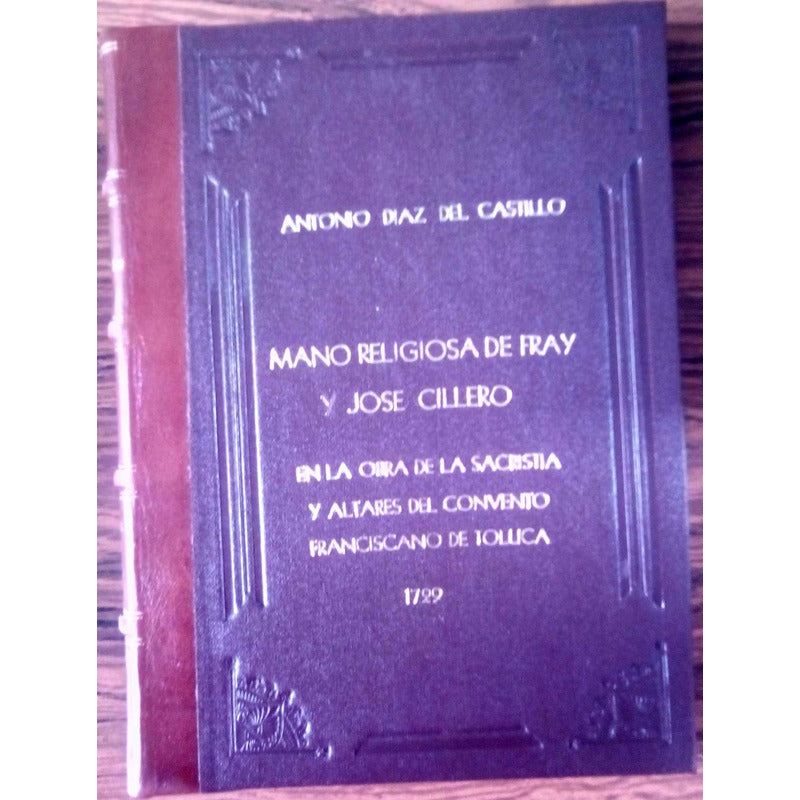 ANTONIO DIAZ DEL CASTILLO
MANO RELIGIOSA DE FRAY
Y JOSE CILLERO
EN LA OBRA DE LA SACRISTIA
Y ALTARES DEL CONVENTO
FRANCISCANO DE TOLUCA
1729